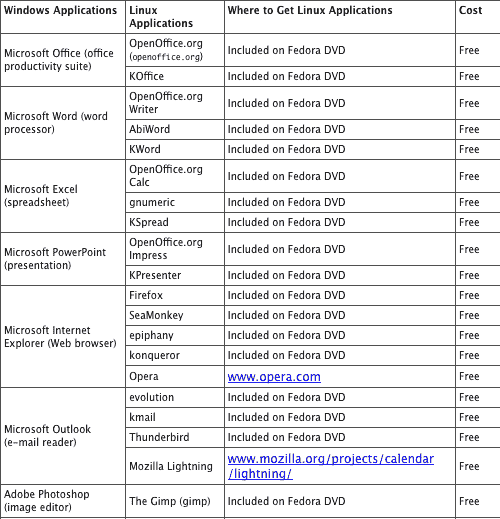 Windows Applications Linux Applications Where to Get Linux Applications Cost
Microsoft Office (office productivity suite) OpenOffice.org (openoffice.org) Included on Fedora DVD Free
KOffice Included on Fedora DVD Free
Microsoft Word (word processor) OpenOffice.org Writer Included on Fedora DVD Free
AbiWord Included on Fedora DVD Free
KWord Included on Fedora DVD Free
Microsoft Excel (spreadsheet) OpenOffice.org Calc Included on Fedora DVD Free
gnumeric Included on Fedora DVD Free
KSpread Included on Fedora DVD Free
Microsoft PowerPoint (presentation) OpenOffice.org Impress Included on Fedora DVD Free
KPresenter Included on Fedora DVD Free
Microsoft Internet Explorer (Web browser) Firefox Included on Fedora DVD Free
SeaMonkey Included on Fedora DVD Free
epiphany Included on Fedora DVD Free
konqueror Included on Fedora DVD Free
Opera www.opera.com Free
Microsoft Outlook (e-mail reader) evolution Included on Fedora DVD Free
kmail Included on Fedora DVD Free
Thunderbird Included on Fedora DVD Free
Mozilla Lightning www.mozilla.org/projects/calendar/lightning/ Free
Adobe Photoshop (image editor) The Gimp (gimp) Included on Fedora DVD Free